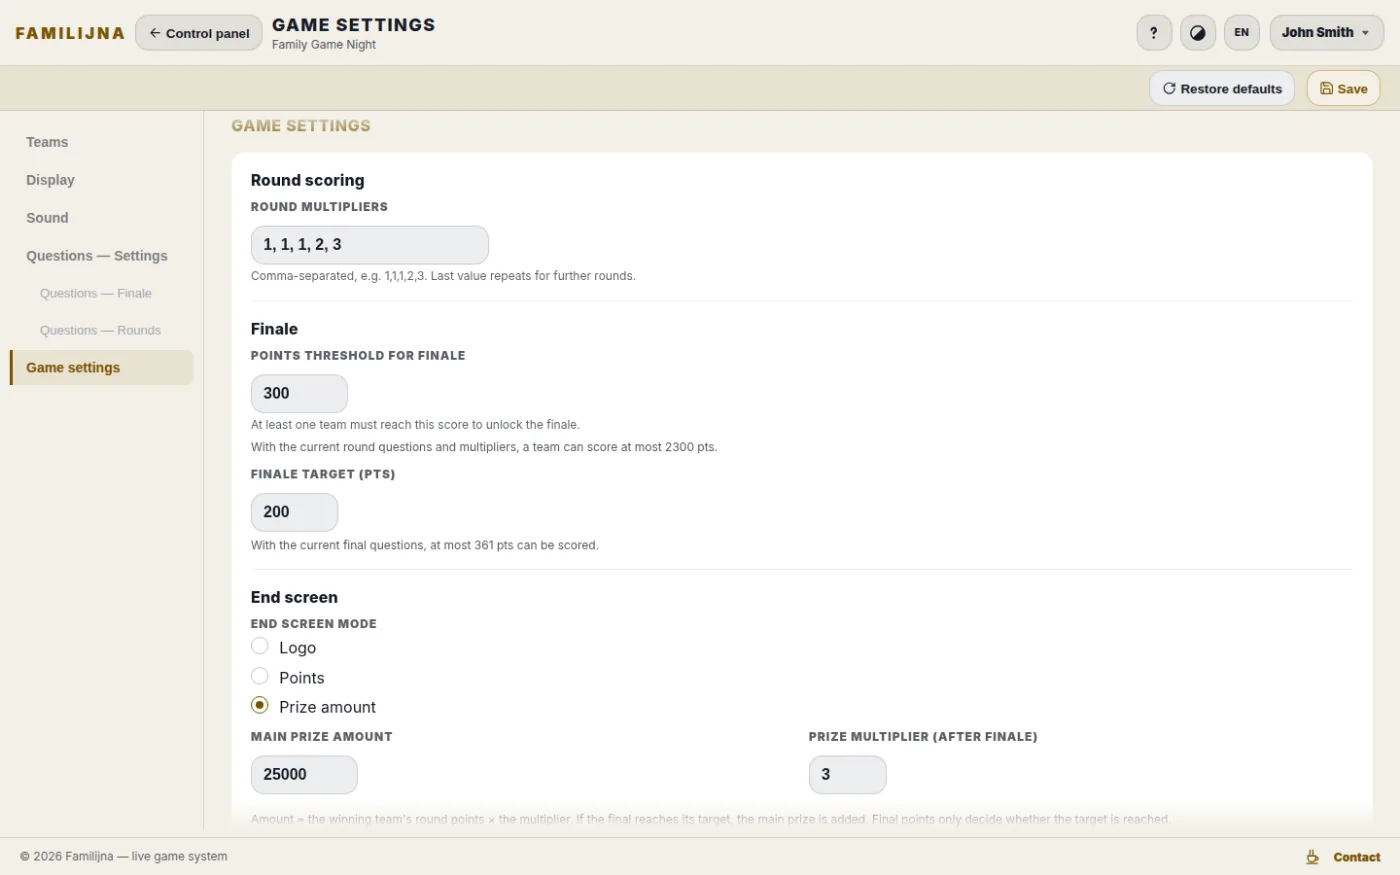 FAMILIJNA
← Control panel
GAME SETTINGS
Family Game Night
?
EN
John Smith
Restore defaults
Save
Teams
Display
Sound
Questions — Settings
Questions — Finale
Questions — Rounds
Game settings
GAME SETTINGS
Round scoring
ROUND MULTIPLIERS
1, 1, 1, 2, 3
Comma-separated, e.g. 1,1,1,2,3. Last value repeats for further rounds.
Finale
POINTS THRESHOLD FOR FINALE
300
At least one team must reach this score to unlock the finale.
With the current round questions and multipliers, a team can score at most 2300 pts.
FINALE TARGET (PTS)
200
With the current final questions, at most 361 pts can be scored.
End screen
END SCREEN MODE
Logo
Points
Prize amount
MAIN PRIZE AMOUNT
25000
PRIZE MULTIPLIER (AFTER FINALE)
3
Amount = the winning team's round points × the multiplier. If the final reaches its target, the main prize is added. Final points only decide whether the target is reached.
© 2026 Familijna — live game system
Contact